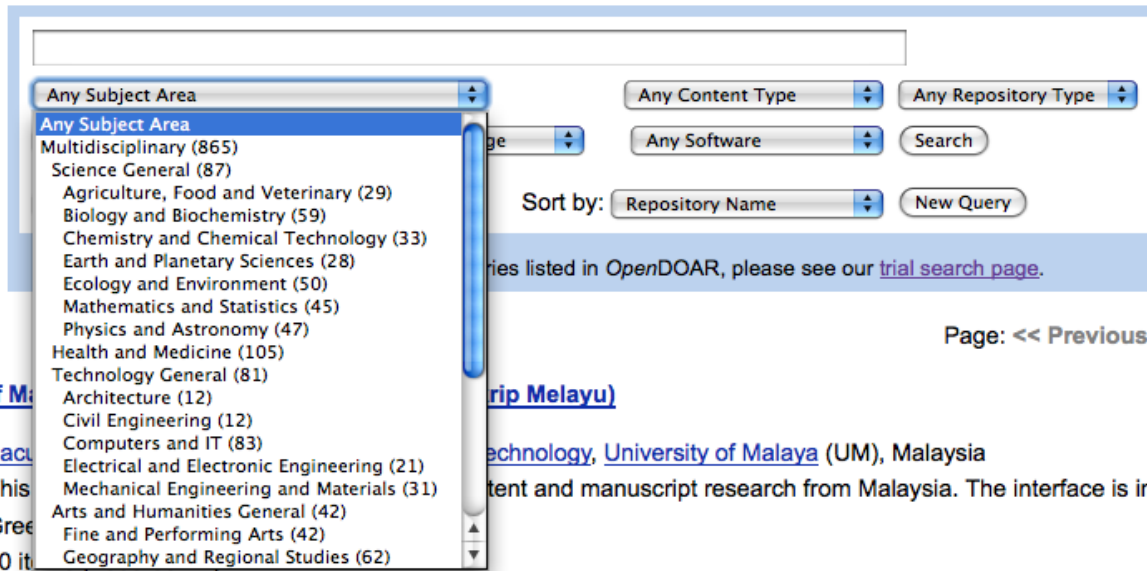 Any Subject Area
Any Content Type
Any Repository Type
Any Subject Area
Multidisciplinary (865)
Science General (87)
Agriculture, Food and Veterinary (29)
Biology and Biochemistry (59)
Chemistry and Chemical Technology (33)
Earth and Planetary Sciences (28)
Ecology and Environment (50)
Mathematics and Statistics (45)
Physics and Astronomy (47)
Health and Medicine (105)
Technology General (81)
Architecture (12)
Civil Engineering (12)
Computers and IT (83)
Electrical and Electronic Engineering (21)
Mechanical Engineering and Materials (31)
Arts and Humanities General (42)
Fine and Performing Arts (42)
Geography and Regional Studies (62)
ge
Any Software
Search
Sort by: Repository Name
New Query
ries listed in OpenDOAR, please see our trial search page.
Page: << Previous
rip Melayu)
acu
echnology, University of Malaya (UM), Malaysia
his
tent and manuscript research from Malaysia. The interface is in
Gree
0 it